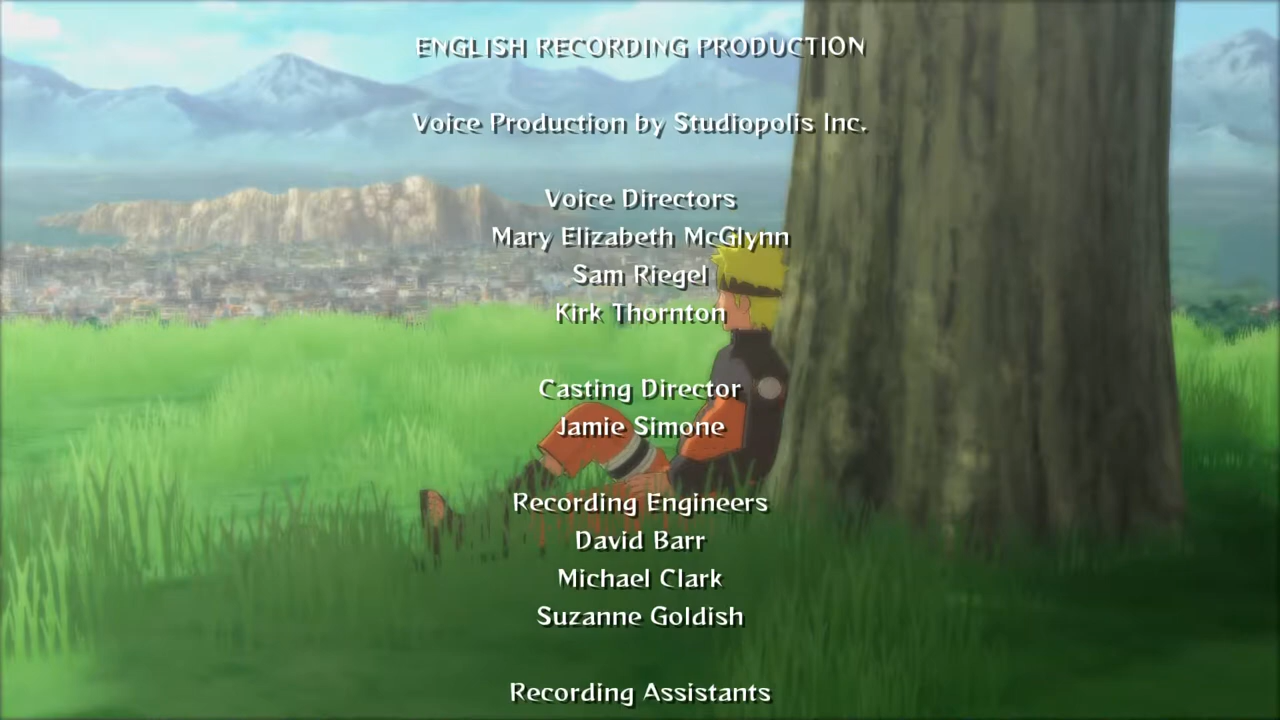 ENGLISH RECORDING PRODUCTION
Voice Production by Studiopolis Inc.
Voice Directors
Mary Elizabeth McGlynn
Sam Riegel
Kirk Thornton
Casting Director
Jamie Simone
Recording Engineers
David Barr
Michael Clark
Suzanne Goldish
Recording Assistants